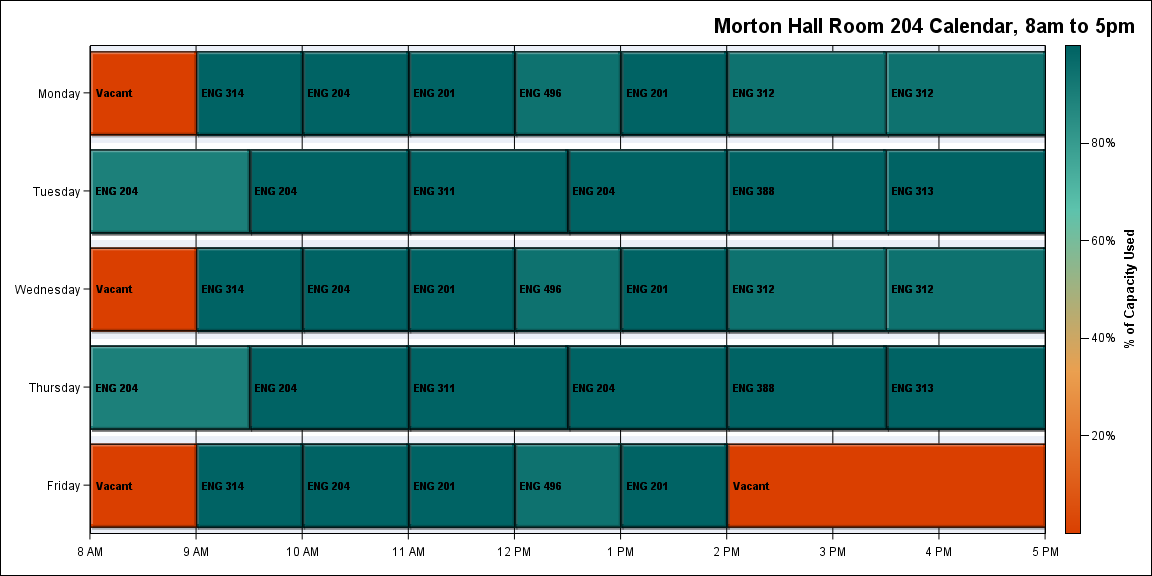 Morton Hall Room 204 Calendar, 8am to 5pm
Monday Vacant ENG 314 ENG 204 ENG 201 ENG 496 ENG 201 ENG 312 ENG 312
Tuesday ENG 204 ENG 204 ENG 311 ENG 204 ENG 388 ENG 313
Wednesday Vacant ENG 314 ENG 204 ENG 201 ENG 496 ENG 201 ENG 312 ENG 312
Thursday ENG 204 ENG 204 ENG 311 ENG 204 ENG 388 ENG 313
Friday Vacant ENG 314 ENG 204 ENG 201 ENG 496 ENG 201 Vacant
8 AM 9 AM 10 AM 11 AM 12 PM 1 PM 2 PM 3 PM 4 PM 5 PM
80%
60%
40%
20%
% of Capacity Used